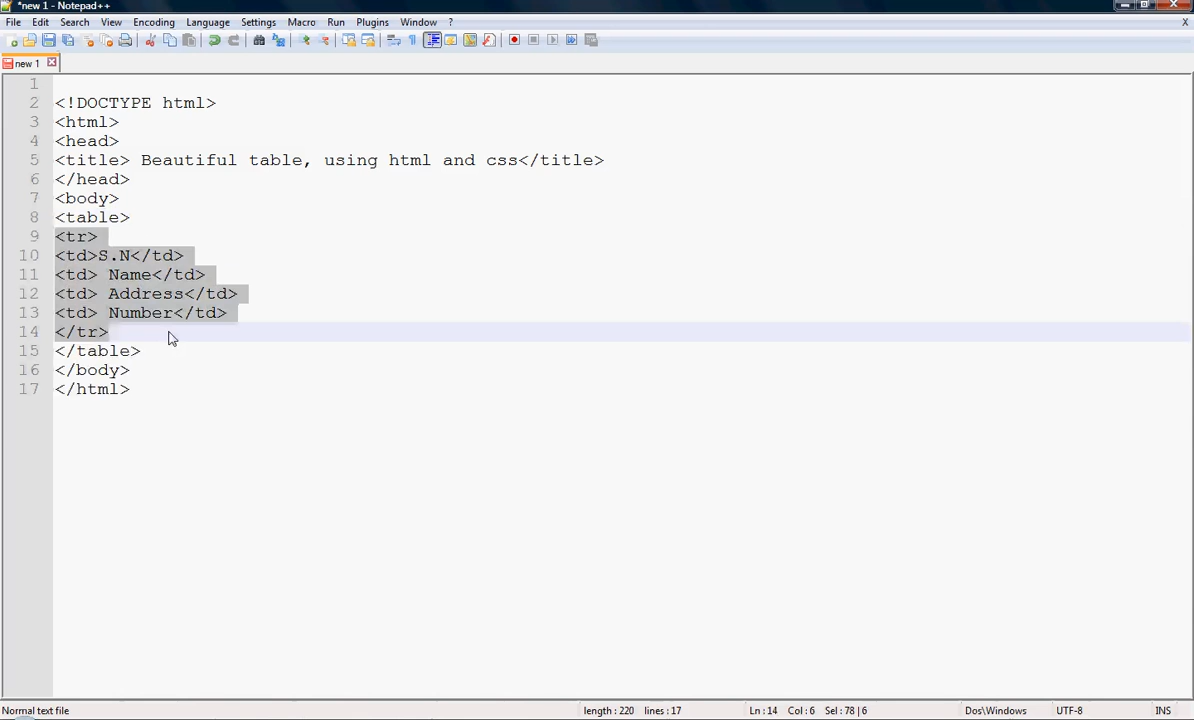 *new 1 - Notepad++
File Edit Search View Encoding Language Settings Macro Run Plugins Window ?
X
new 1
1
2 <!DOCTYPE html>
3 <html>
4 <head>
5 <title> Beautiful table, using html and css</title>
6 </head>
7 <body>
8 <table>
9 <tr>
10 <td>S.N</td>
11 <td> Name</td>
12 <td> Address</td>
13 <td> Number</td>
14 </tr>
15 </table>
16 </body>
17 </html>
Normal text file length : 220 lines : 17 Ln : 14 Col : 6 Sel : 78 | 6 Dos\Windows UTF-8 INS